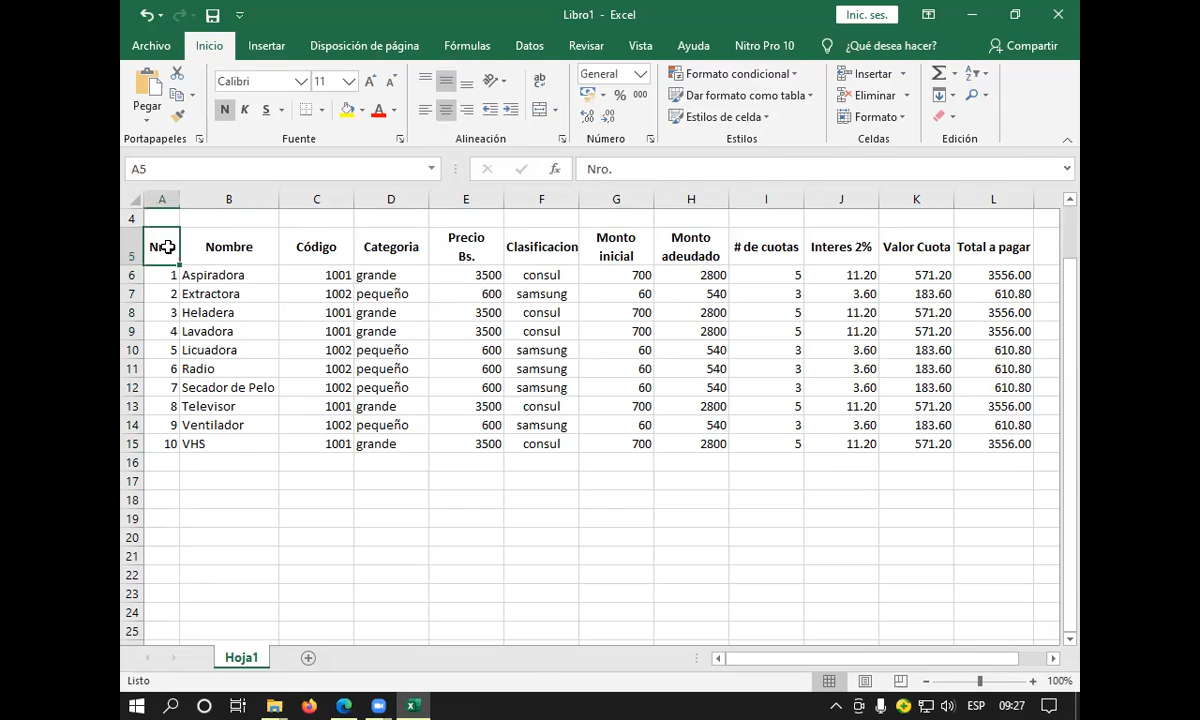 Libro1 - Excel
Inic. ses.
Archivo Inicio Insertar Disposición de página Fórmulas Datos Revisar Vista Ayuda Nitro Pro 10 ¿Qué desea hacer? Compartir
Pegar
Calibri 11
N K S
General
% 000
Formato condicional
Dar formato como tabla
Estilos de celda
Insertar
Eliminar
Formato
Portapapeles Fuente Alineación Número Estilos Celdas Edición
A5 fx Nro.
A B C D E F G H I J K L
4
5 Nombre Código Categoria Precio Bs. Clasificacion Monto inicial Monto adeudado # de cuotas Interes 2% Valor Cuota Total a pagar
6 1 Aspiradora 1001 grande 3500 consul 700 2800 5 11.20 571.20 3556.00
7 2 Extractora 1002 pequeño 600 samsung 60 540 3 3.60 183.60 610.80
8 3 Heladera 1001 grande 3500 consul 700 2800 5 11.20 571.20 3556.00
9 4 Lavadora 1001 grande 3500 consul 700 2800 5 11.20 571.20 3556.00
10 5 Licuadora 1002 pequeño 600 samsung 60 540 3 3.60 183.60 610.80
11 6 Radio 1002 pequeño 600 samsung 60 540 3 3.60 183.60 610.80
12 7 Secador de Pelo 1002 pequeño 600 samsung 60 540 3 3.60 183.60 610.80
13 8 Televisor 1001 grande 3500 consul 700 2800 5 11.20 571.20 3556.00
14 9 Ventilador 1002 pequeño 600 samsung 60 540 3 3.60 183.60 610.80
15 10 VHS 1001 grande 3500 consul 700 2800 5 11.20 571.20 3556.00
16
17
18
19
20
21
22
23
24
25
Hoja1
Listo 100%
ESP 09:27